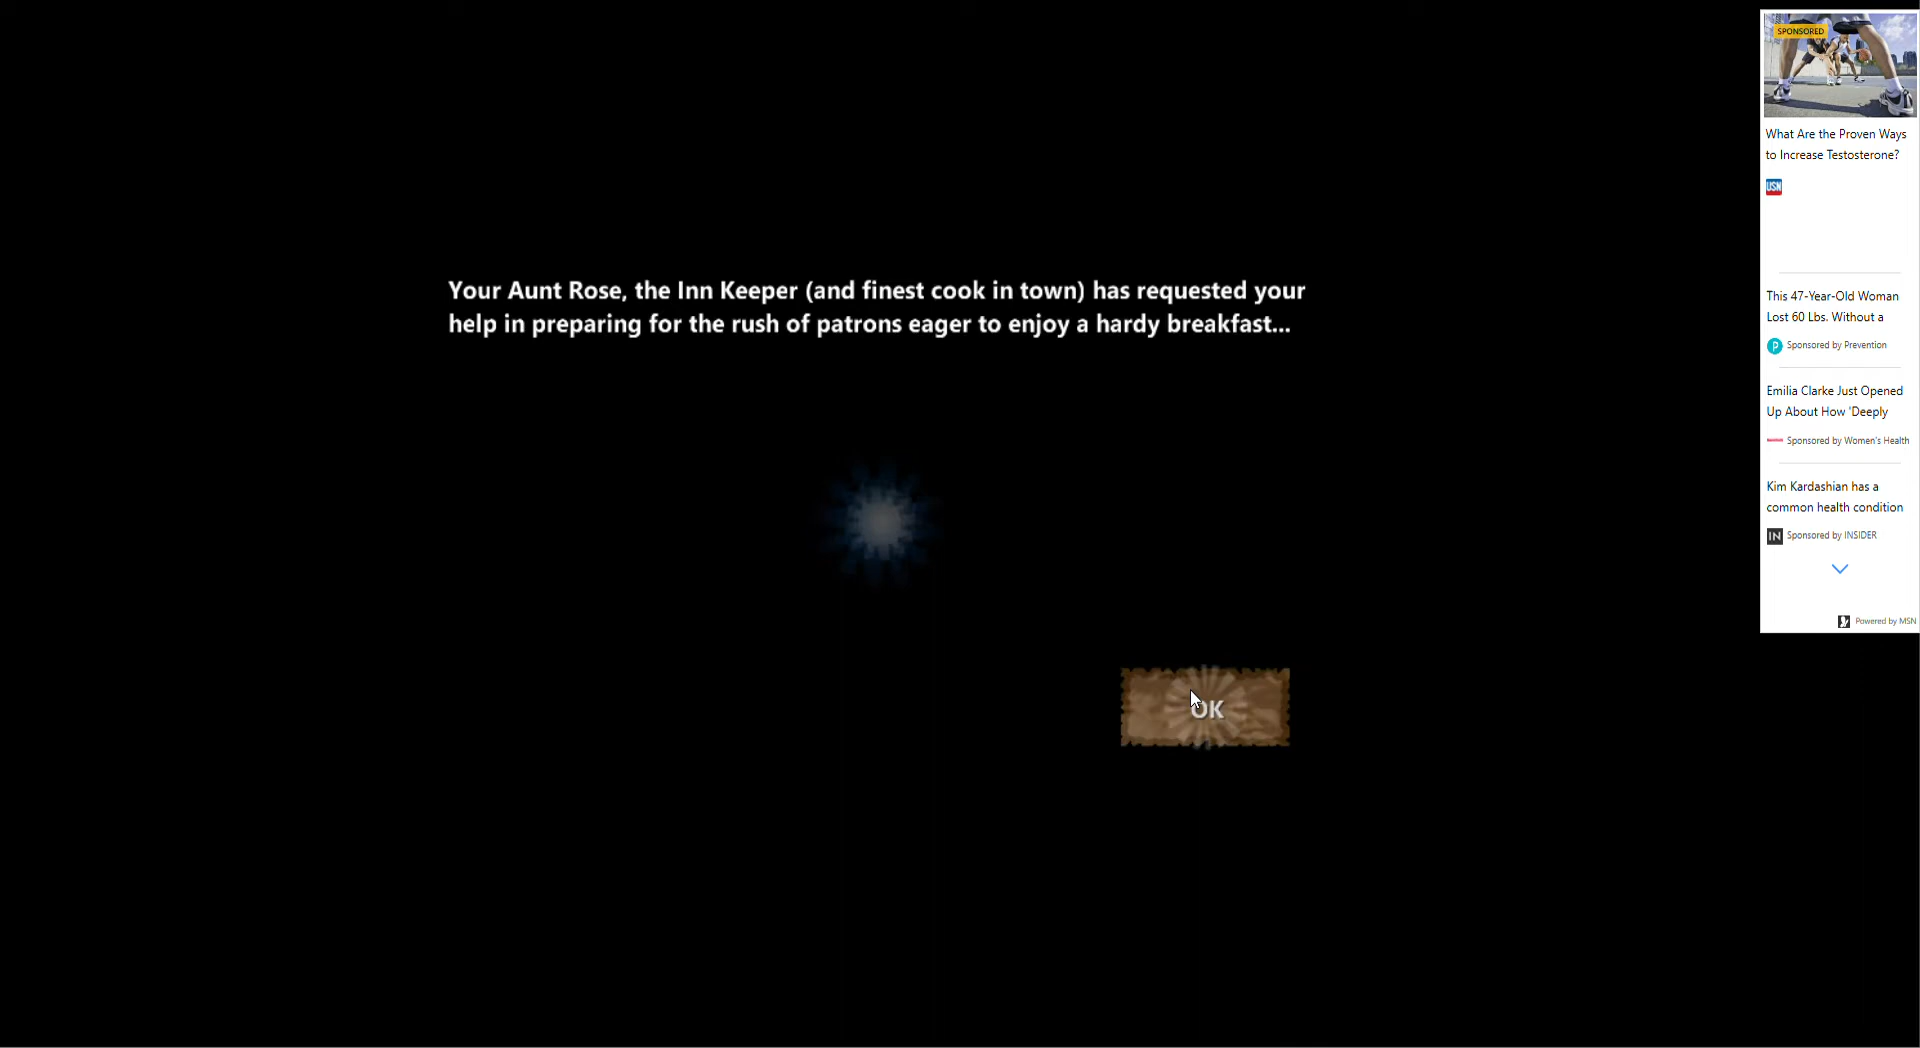 Your Aunt Rose, the Inn Keeper (and finest cook in town) has requested your
help in preparing for the rush of patrons eager to enjoy a hardy breakfast...
OK
SPONSORED
What Are the Proven Ways
to Increase Testosterone?
USN
This 47-Year-Old Woman
Lost 60 Lbs. Without a
P
Sponsored by Prevention
Emilia Clarke Just Opened
Up About How 'Deeply
Sponsored by Women's Health
Kim Kardashian has a
common health condition
IN
Sponsored by INSIDER
Powered by MSN